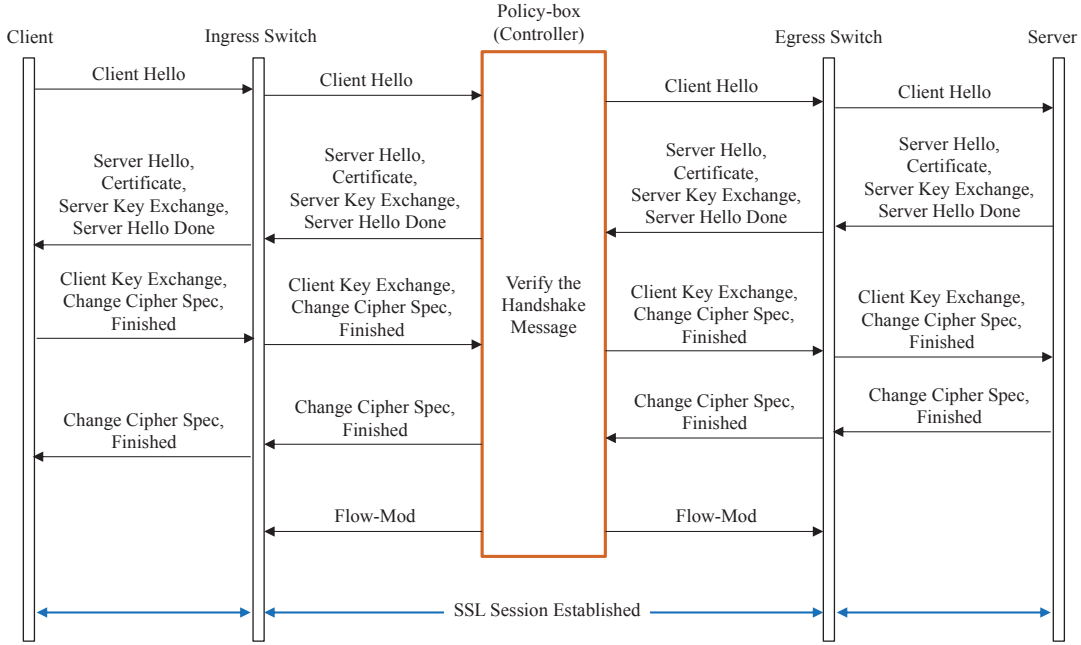 Policy-box
(Controller)
Client
Ingress Switch
Egress Switch
Server
Client Hello
Client Hello
Client Hello
Client Hello
Server Hello,
Certificate,
Server Key Exchange,
Server Hello Done
Server Hello,
Certificate,
Server Key Exchange,
Server Hello Done
Server Hello,
Certificate,
Server Key Exchange,
Server Hello Done
Server Hello,
Certificate,
Server Key Exchange,
Server Hello Done
Client Key Exchange,
Change Cipher Spec,
Finished
Client Key Exchange,
Change Cipher Spec,
Finished
Verify the
Handshake
Message
Client Key Exchange,
Change Cipher Spec,
Finished
Client Key Exchange,
Change Cipher Spec,
Finished
Change Cipher Spec,
Finished
Change Cipher Spec,
Finished
Change Cipher Spec,
Finished
Change Cipher Spec,
Finished
Flow-Mod
Flow-Mod
SSL Session Established